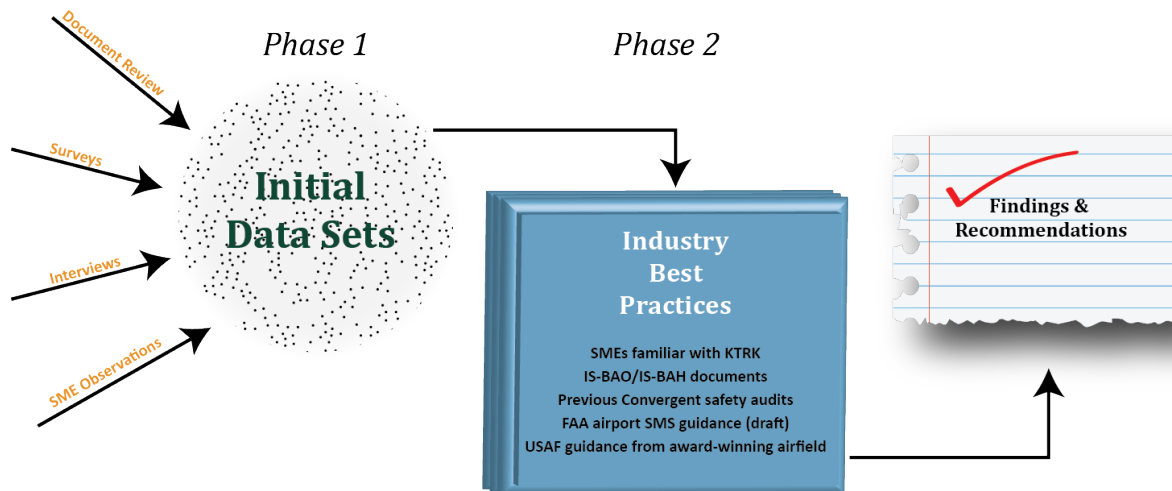 Phase 1
Phase 2
Document Review
Surveys
Interviews
SME Observations
Initial
Data Sets
Industry
Best
Practices
SMEs familiar with KTRK
IS-BAO/IS-BAH documents
Previous Convergent safety audits
FAA airport SMS guidance (draft)
USAF guidance from award-winning airfield
Findings &
Recommendations